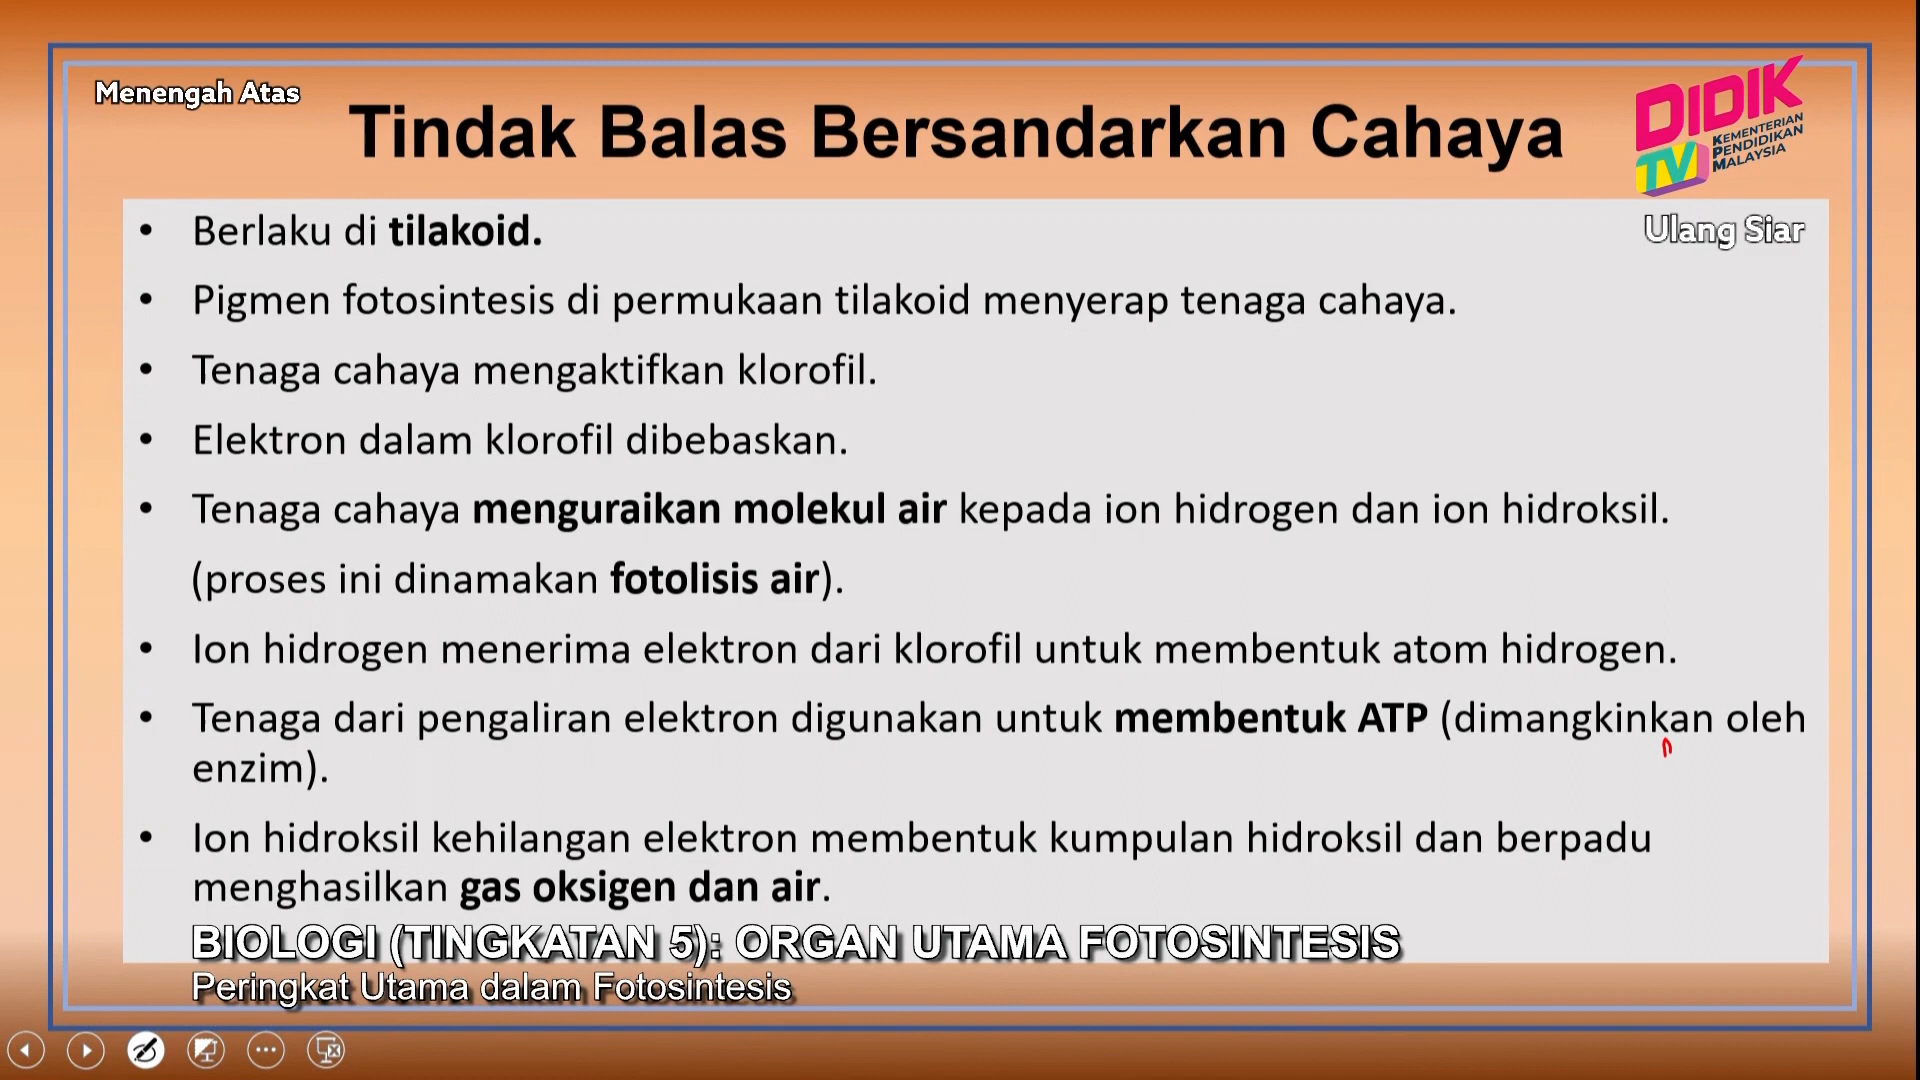 Menengah Atas
Tindak Balas Bersandarkan Cahaya
DIDIK
TV
KEMENTERIAN
PENDIDIKAN
MALAYSIA
Ulang Siar
• Berlaku di tilakoid.
• Pigmen fotosintesis di permukaan tilakoid menyerap tenaga cahaya.
• Tenaga cahaya mengaktifkan klorofil.
• Elektron dalam klorofil dibebaskan.
• Tenaga cahaya menguraikan molekul air kepada ion hidrogen dan ion hidroksil.
(proses ini dinamakan fotolisis air).
• Ion hidrogen menerima elektron dari klorofil untuk membentuk atom hidrogen.
• Tenaga dari pengaliran elektron digunakan untuk membentuk ATP (dimangkinkan oleh
enzim).
• Ion hidroksil kehilangan elektron membentuk kumpulan hidroksil dan berpadu
menghasilkan gas oksigen dan air.
BIOLOGI (TINGKATAN 5): ORGAN UTAMA FOTOSINTESIS
Peringkat Utama dalam Fotosintesis